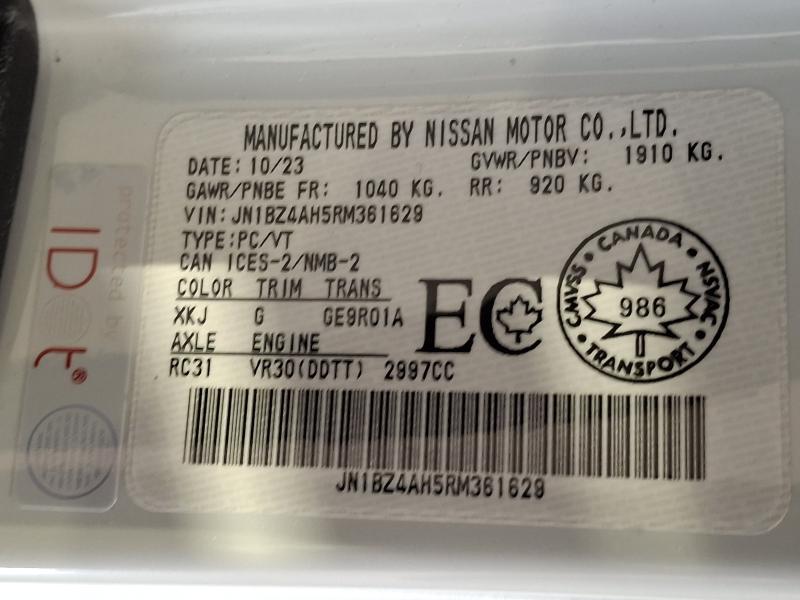 MANUFACTURED BY NISSAN MOTOR CO.,LTD.
DATE: 10/23 GVWR/PNBV: 1910 KG.
GAWR/PNBE FR: 1040 KG. RR: 920 KG.
VIN: JN1BZ4AH5RM361629
TYPE:PC/VT
CAN ICES-2/NMB-2
COLOR TRIM TRANS
XKJ G GE9R01A
AXLE ENGINE
RC31 VR30(DDTT) 2997CC
EC
CANADA
CMVSS NSVAC
986
TRANSPORT
JN1BZ4AH5RM361629
protected b
IDOt®